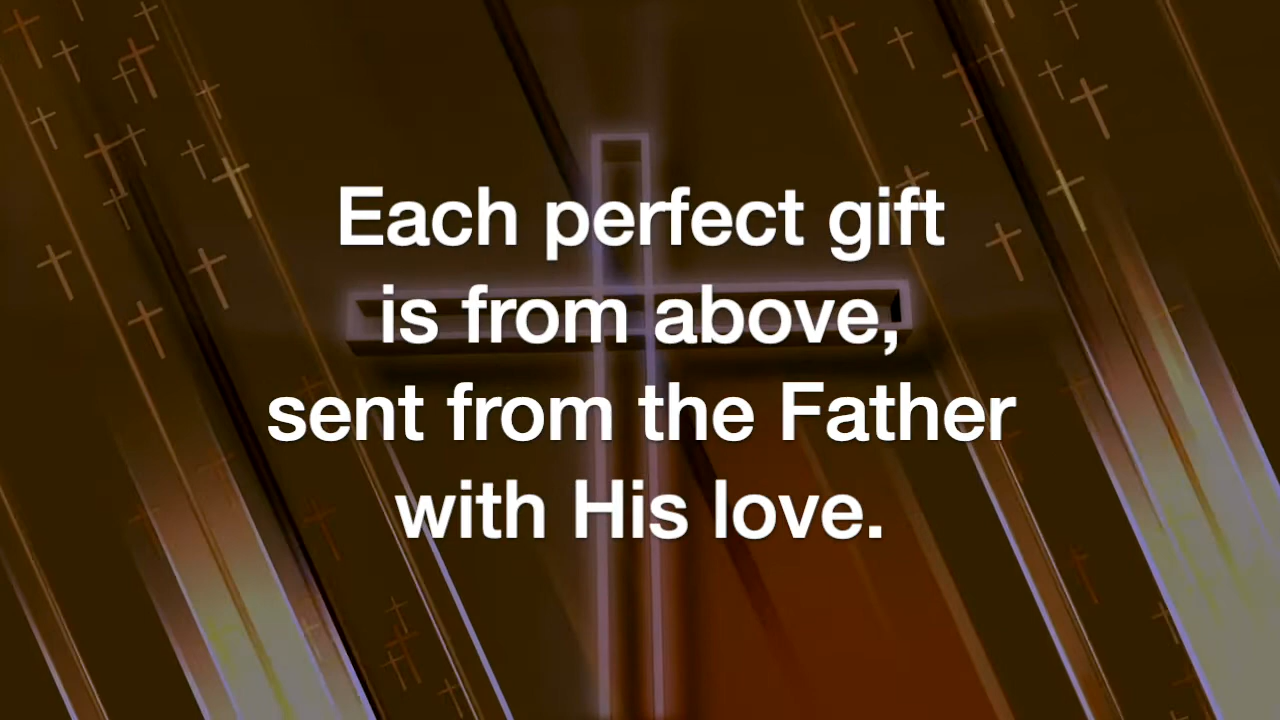 Each perfect gift
is from above,
sent from the Father
with His love.